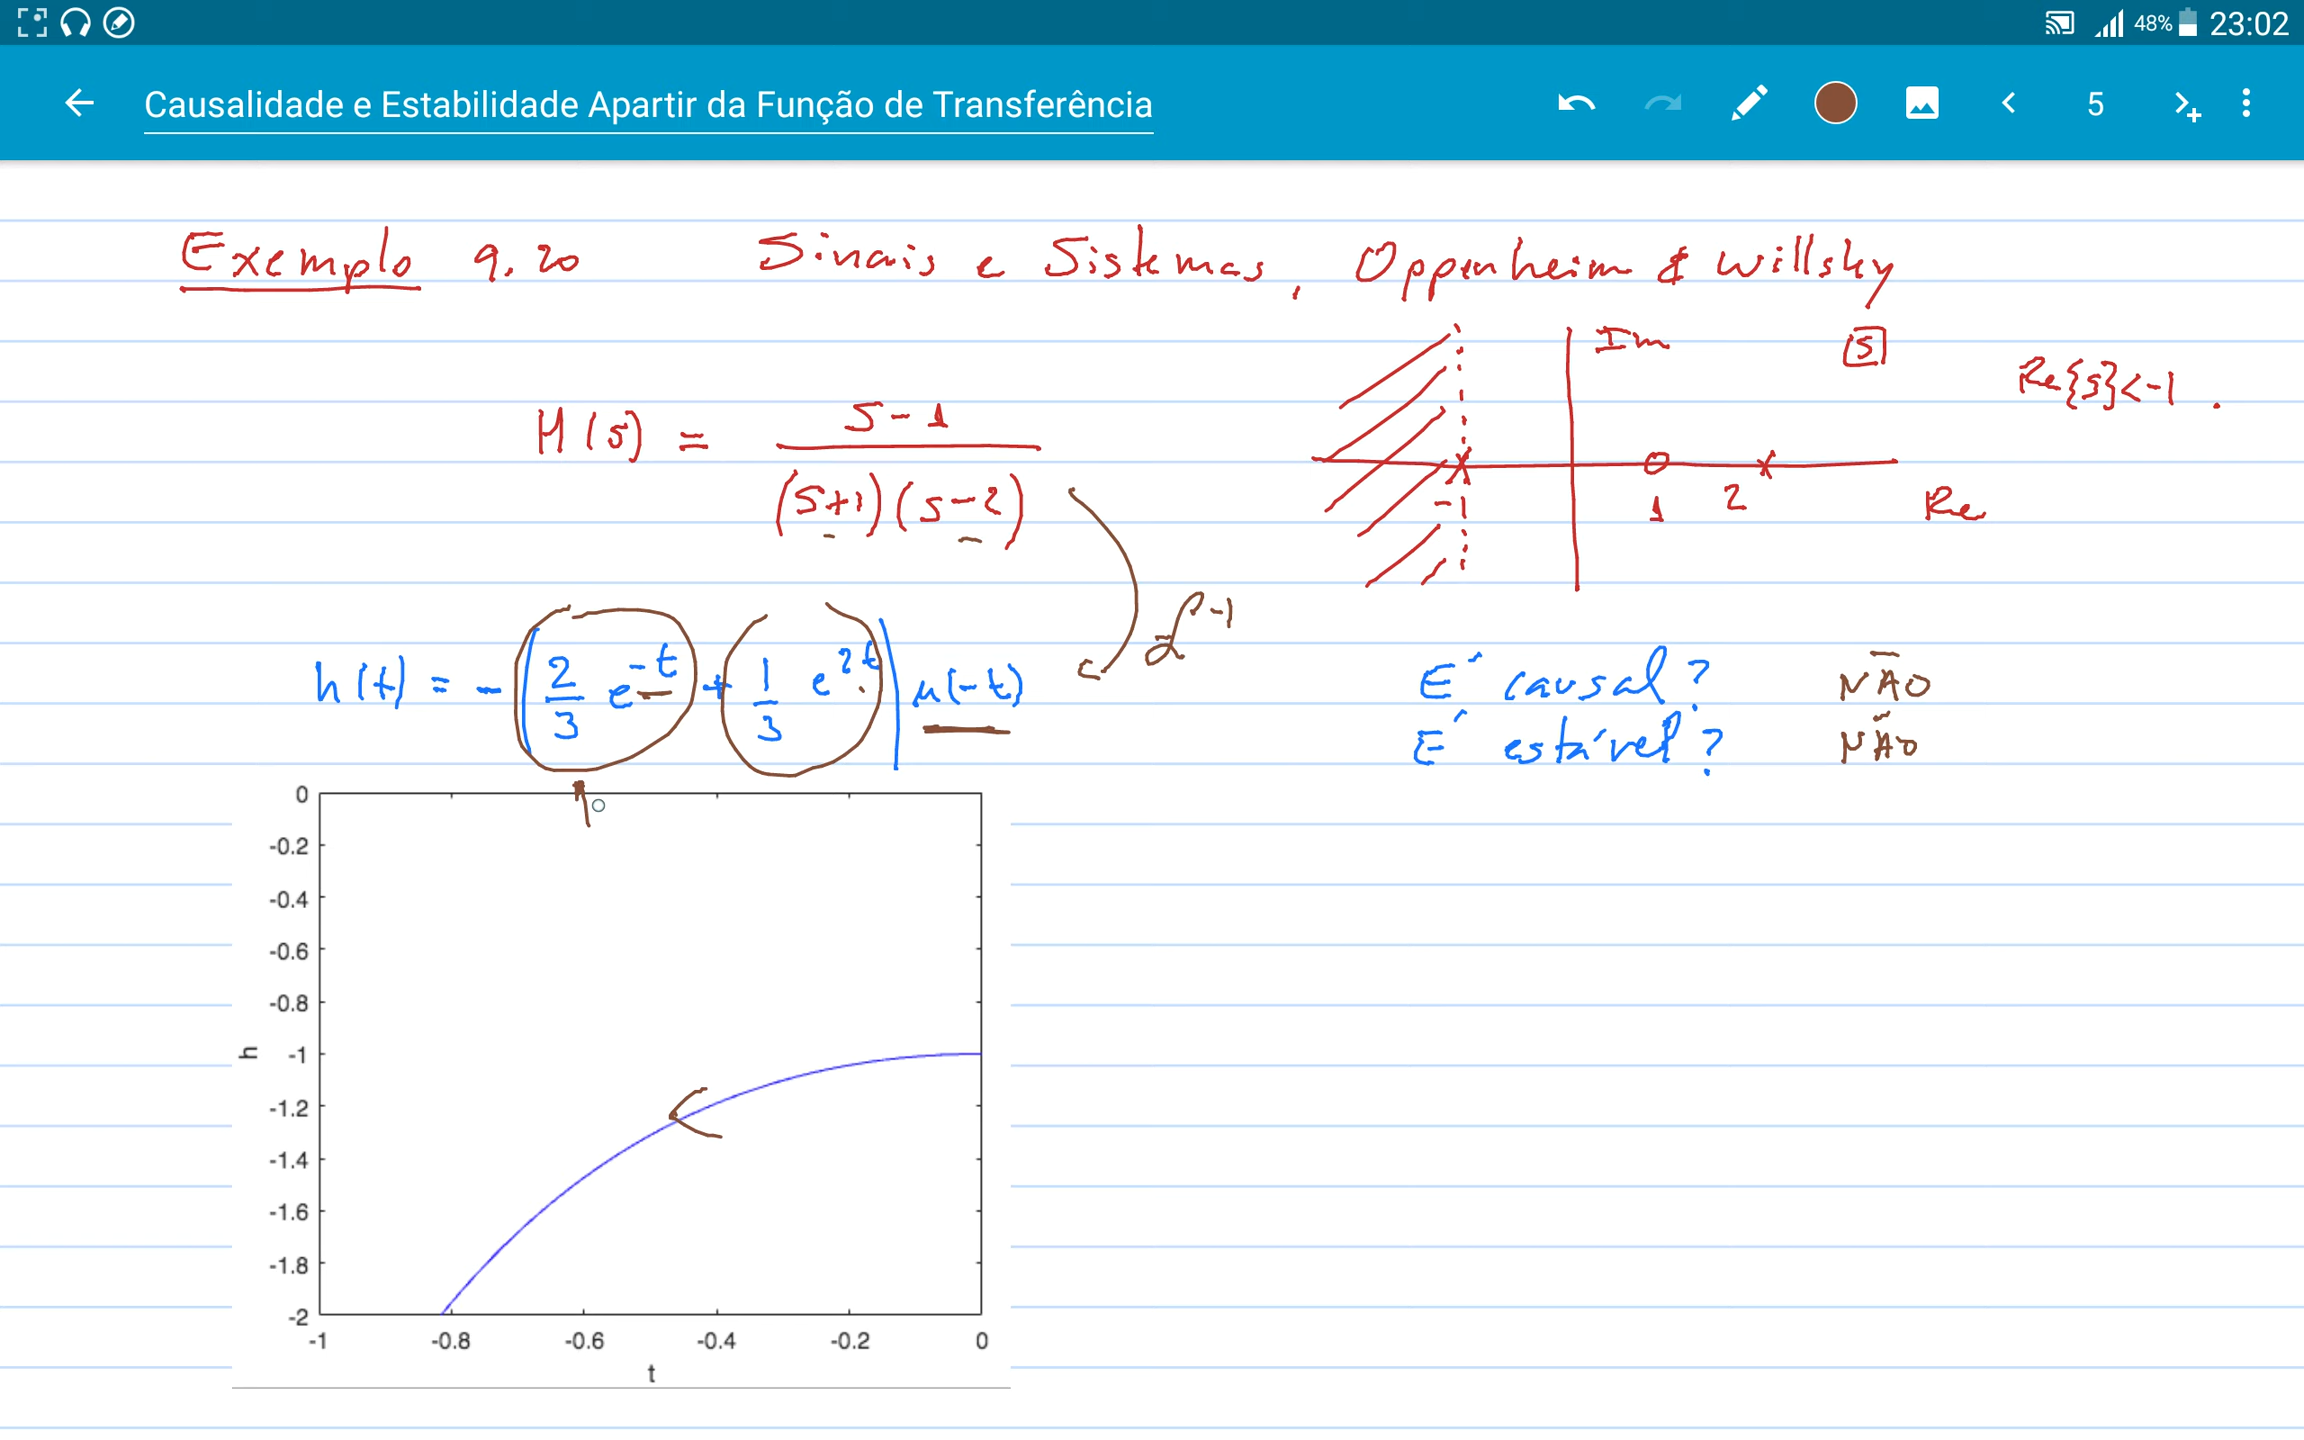 48% 23:02
Causalidade e Estabilidade Apartir da Função de Transferência 5
Exemplo 9.20 Sinais e Sistemas, Oppenheim & Willsky
Im [s] Re{s}<-1.
H(s) = (s-1)/((s+1)(s-2))
-1 1 2 Re
ℒ⁻¹
h(t) = -(2/3 e^-t + 1/3 e^2t) u(-t)
É causal? NÃO
É estável? NÃO
0
-0.2
-0.4
-0.6
-0.8
-1
-1.2
-1.4
-1.6
-1.8
-2
h
-1 -0.8 -0.6 -0.4 -0.2 0
t